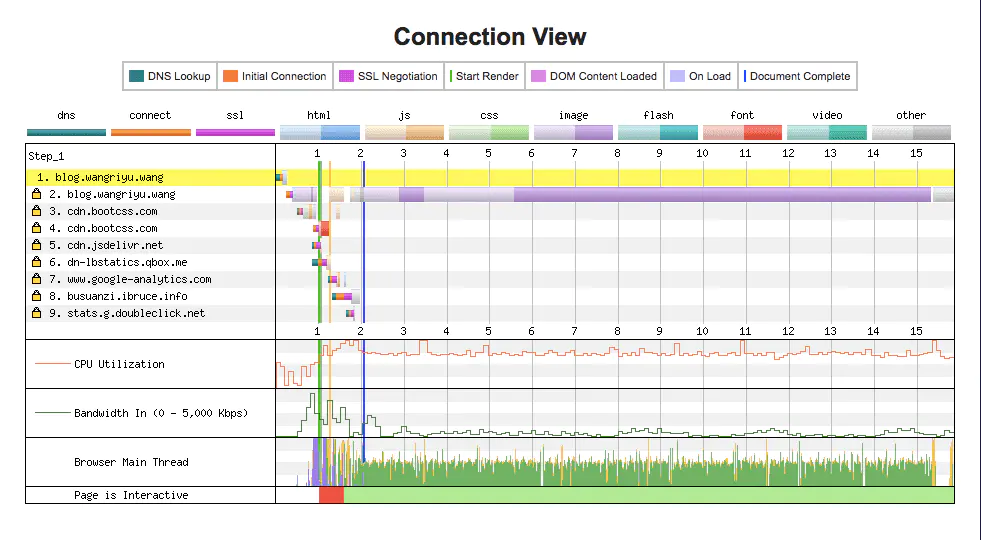 Connection View
DNS Lookup Initial Connection SSL Negotiation Start Render DOM Content Loaded On Load Document Complete
dns connect ssl html js css image flash font video other
Step_1 1 2 3 4 5 6 7 8 9 10 11 12 13 14 15
1. blog.wangriyu.wang
2. blog.wangriyu.wang
3. cdn.bootcss.com
4. cdn.bootcss.com
5. cdn.jsdelivr.net
6. dn-lbstatics.qbox.me
7. www.google-analytics.com
8. busuanzi.ibruce.info
9. stats.g.doubleclick.net
1 2 3 4 5 6 7 8 9 10 11 12 13 14 15
CPU Utilization
Bandwidth In (0 - 5,000 Kbps)
Browser Main Thread
Page is Interactive